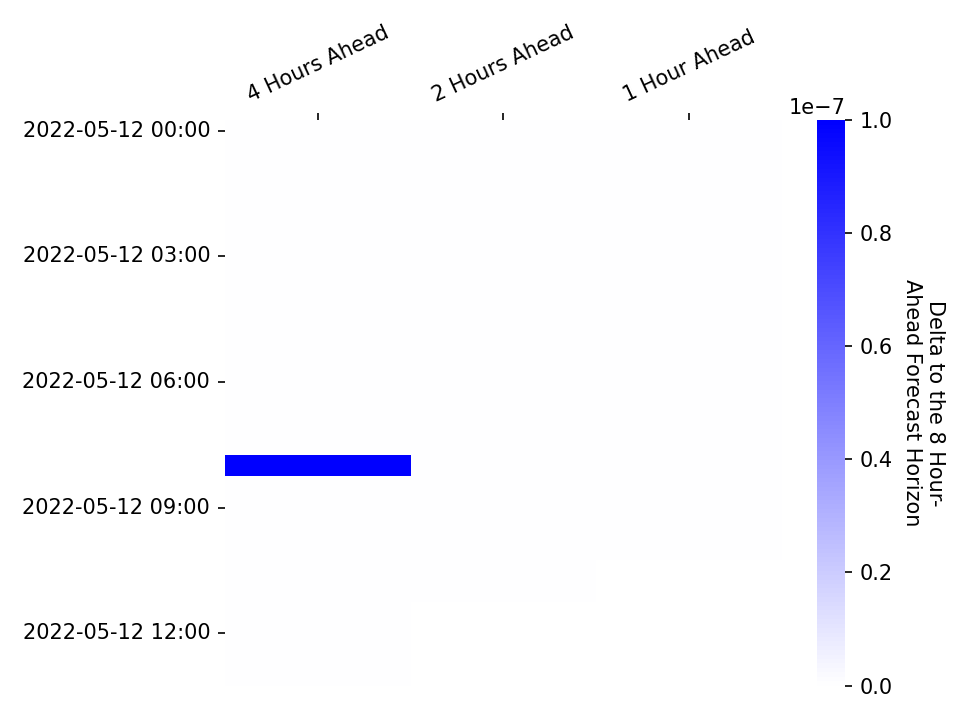 4 Hours Ahead
2 Hours Ahead
1 Hour Ahead
2022-05-12 00:00
2022-05-12 03:00
2022-05-12 06:00
2022-05-12 09:00
2022-05-12 12:00
1e−7
1.0
0.8
0.6
0.4
0.2
0.0
Delta to the 8 Hour-
Ahead Forecast Horizon